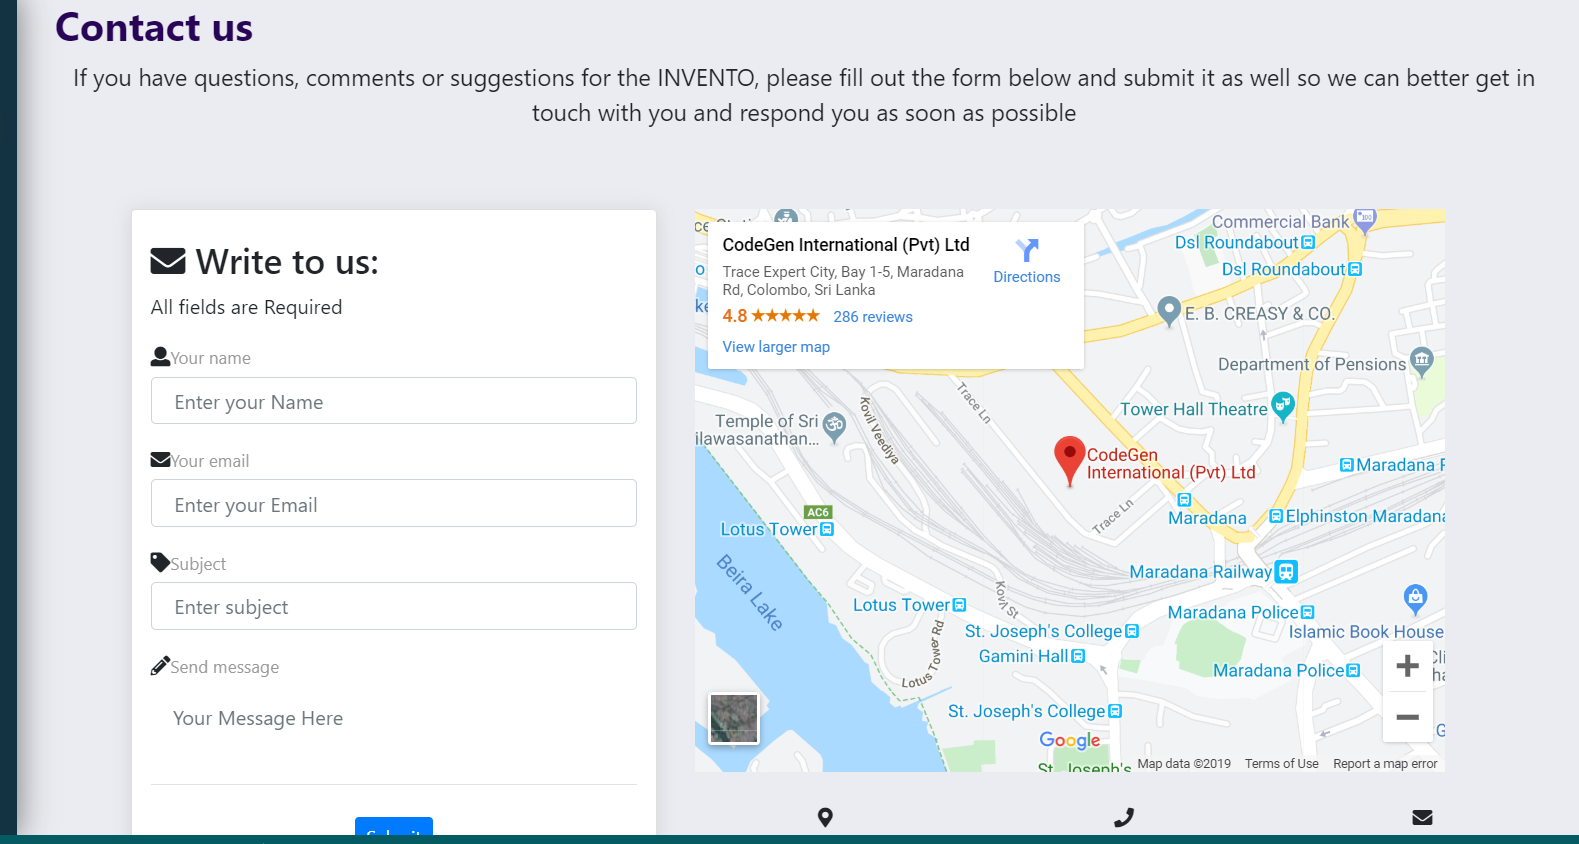 Contact us
If you have questions, comments or suggestions for the INVENTO, please fill out the form below and submit it as well so we can better get in
touch with you and respond you as soon as possible
Write to us:
All fields are Required
Your name
Enter your Name
Your email
Enter your Email
Subject
Enter subject
Send message
Your Message Here
Submit
CodeGen International (Pvt) Ltd
Trace Expert City, Bay 1-5, Maradana
Rd, Colombo, Sri Lanka
4.8 ★★★★★ 286 reviews
View larger map
Directions
Commercial Bank
Dsl Roundabout
Dsl Roundabout
E. B. CREASY & CO.
Department of Pensions
Tower Hall Theatre
Trace Ln
Kovil Veediya
Temple of Sri
ilawasanathan...
CodeGen
International (Pvt) Ltd
Maradana
Trace Ln
Maradana
Elphinston Maradana
AC6
Lotus Tower
Beira Lake
Maradana Railway
Kovil St
Lotus Tower
Maradana Police
St. Joseph's College
Islamic Book House
Gamini Hall
Lotus Tower Rd
Maradana Police
St. Joseph's College
Google
St. Joseph's
Map data ©2019 Terms of Use Report a map error